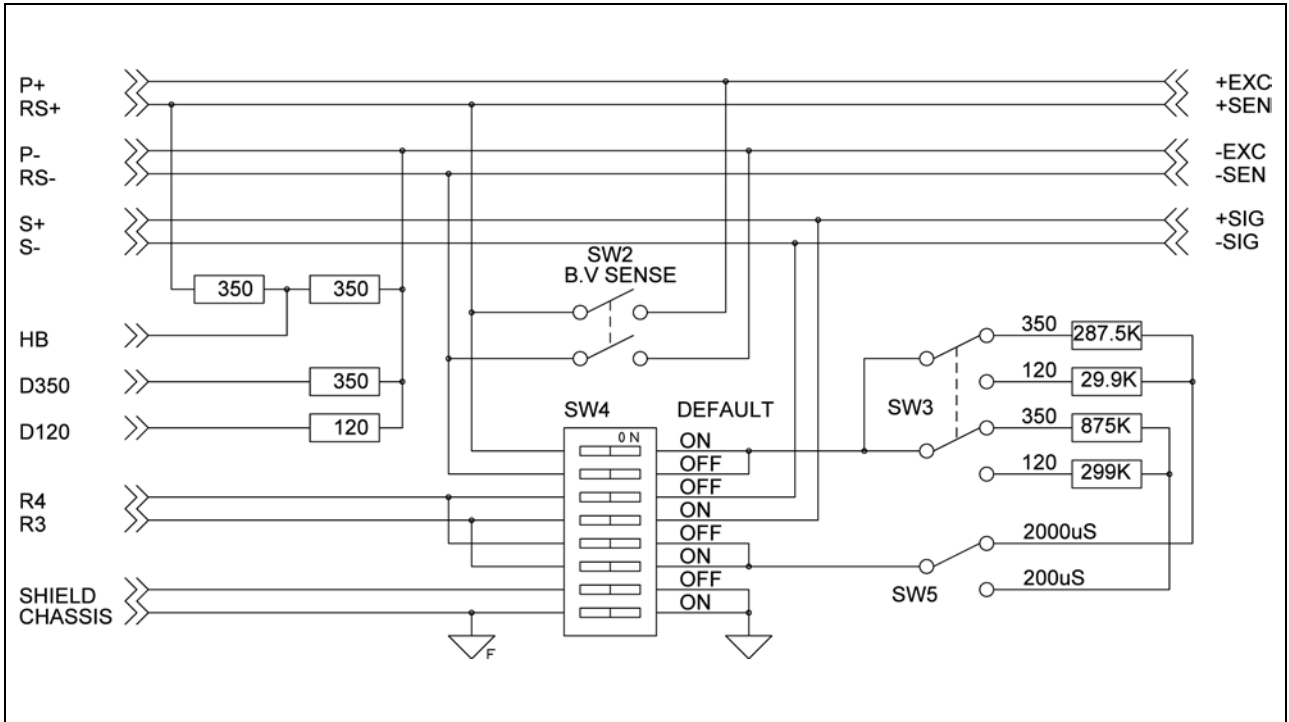 P+
RS+
+EXC
+SEN
P-
RS-
-EXC
-SEN
S+
S-
+SIG
-SIG
SW2
B.V SENSE
350
350
HB
D350
350
D120
120
350
287.5K
120
29.9K
SW3
350
875K
120
299K
SW4
DEFAULT
0 N
ON
OFF
OFF
ON
OFF
ON
OFF
ON
R4
R3
2000uS
200uS
SW5
SHIELD
CHASSIS
F